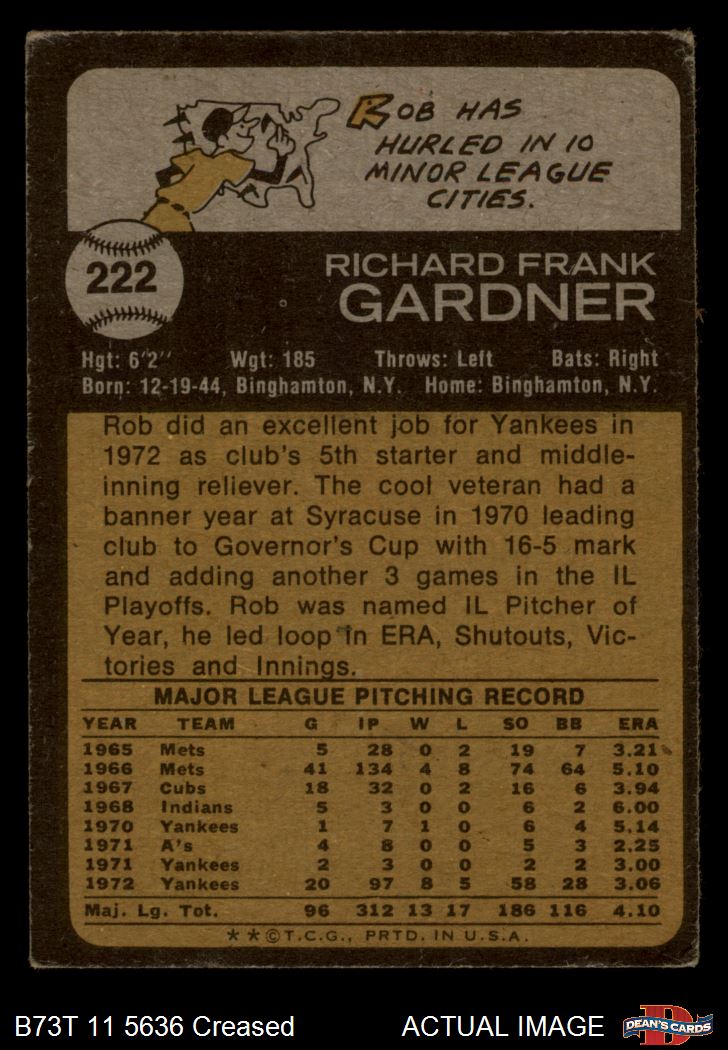 ROB HAS
HURLED IN 10
MINOR LEAGUE
CITIES.
222
RICHARD FRANK
GARDNER
Hgt: 6'2" Wgt: 185 Throws: Left Bats: Right
Born: 12-19-44, Binghamton, N.Y. Home: Binghamton, N.Y.
Rob did an excellent job for Yankees in
1972 as club's 5th starter and middle-
inning reliever. The cool veteran had a
banner year at Syracuse in 1970 leading
club to Governor's Cup with 16-5 mark
and adding another 3 games in the IL
Playoffs. Rob was named IL Pitcher of
Year, he led loop in ERA, Shutouts, Vic-
tories and Innings.
MAJOR LEAGUE PITCHING RECORD
YEAR TEAM G IP W L SO BB ERA
1965 Mets 5 28 0 2 19 7 3.21
1966 Mets 41 134 4 8 74 64 5.10
1967 Cubs 18 32 0 2 16 6 3.94
1968 Indians 5 3 0 0 6 2 6.00
1970 Yankees 1 7 1 0 6 4 5.14
1971 A's 4 8 0 0 5 3 2.25
1971 Yankees 2 3 0 0 2 2 3.00
1972 Yankees 20 97 8 5 58 28 3.06
Maj. Lg. Tot. 96 312 13 17 186 116 4.10
**©T.C.G., PRTD. IN U.S.A.
B73T 11 5636 Creased ACTUAL IMAGE
D
DEAN'S CARDS